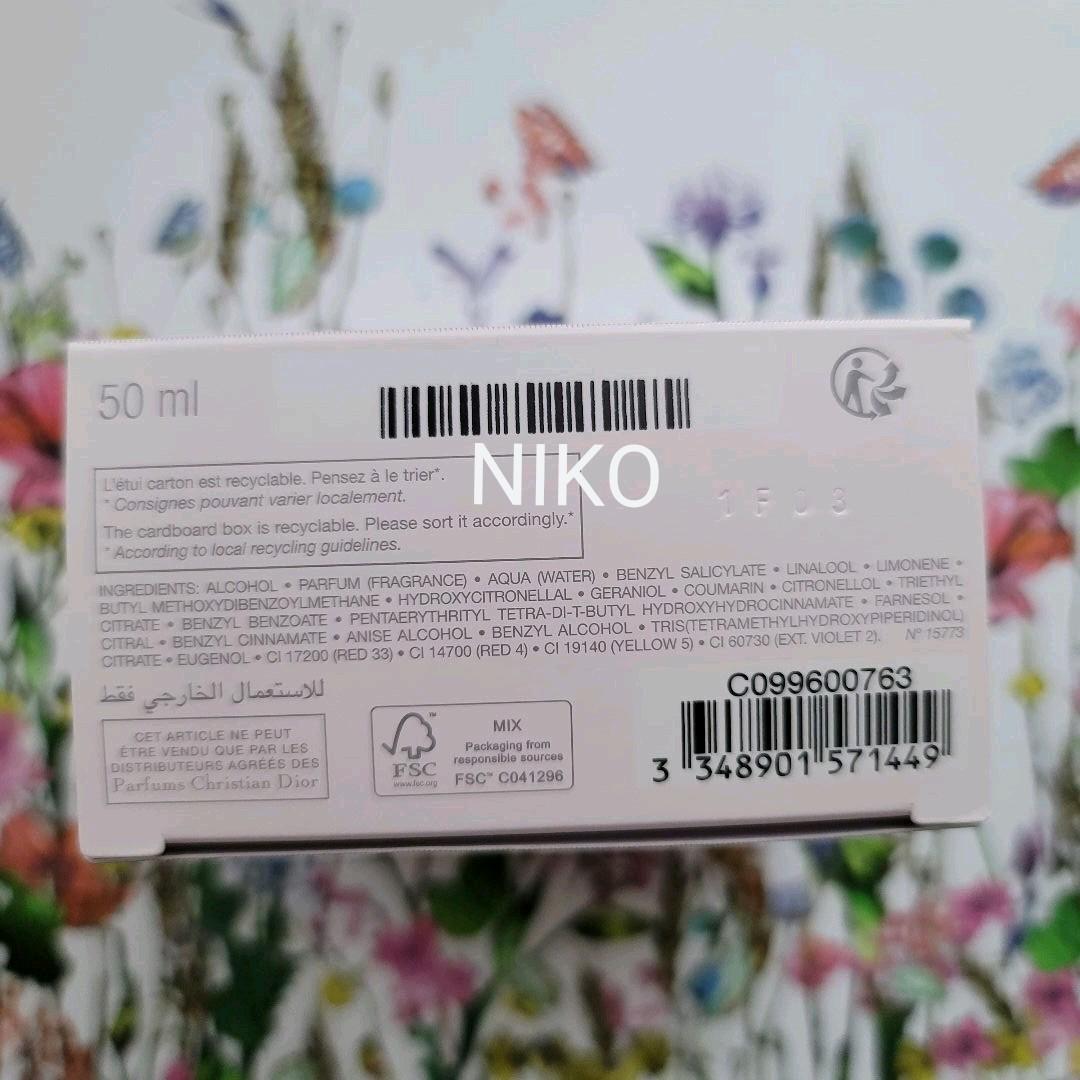 50 ml
NIKO
L'étui carton est recyclable. Pensez à le trier*.
* Consignes pouvant varier localement.
The cardboard box is recyclable. Please sort it accordingly.*
* According to local recycling guidelines.
1F03
INGREDIENTS: ALCOHOL • PARFUM (FRAGRANCE) • AQUA (WATER) • BENZYL SALICYLATE • LINALOOL • LIMONENE •
BUTYL METHOXYDIBENZOYLMETHANE • HYDROXYCITRONELLAL • GERANIOL • COUMARIN • CITRONELLOL • TRIETHYL
CITRATE • BENZYL BENZOATE • PENTAERYTHRITYL TETRA-DI-T-BUTYL HYDROXYHYDROCINNAMATE • FARNESOL •
CITRAL • BENZYL CINNAMATE • ANISE ALCOHOL • BENZYL ALCOHOL • TRIS(TETRAMETHYLHYDROXYPIPERIDINOL)
CITRATE • EUGENOL • CI 17200 (RED 33) • CI 14700 (RED 4) • CI 19140 (YELLOW 5) • CI 60730 (EXT. VIOLET 2). N° 15773
للاستعمال الخارجي فقط
CET ARTICLE NE PEUT
ÊTRE VENDU QUE PAR LES
DISTRIBUTEURS AGRÉÉS DES
Parfums Christian Dior
FSC™
www.fsc.org
MIX
Packaging from
responsible sources
FSC™ C041296
C099600763
3 348901 571449